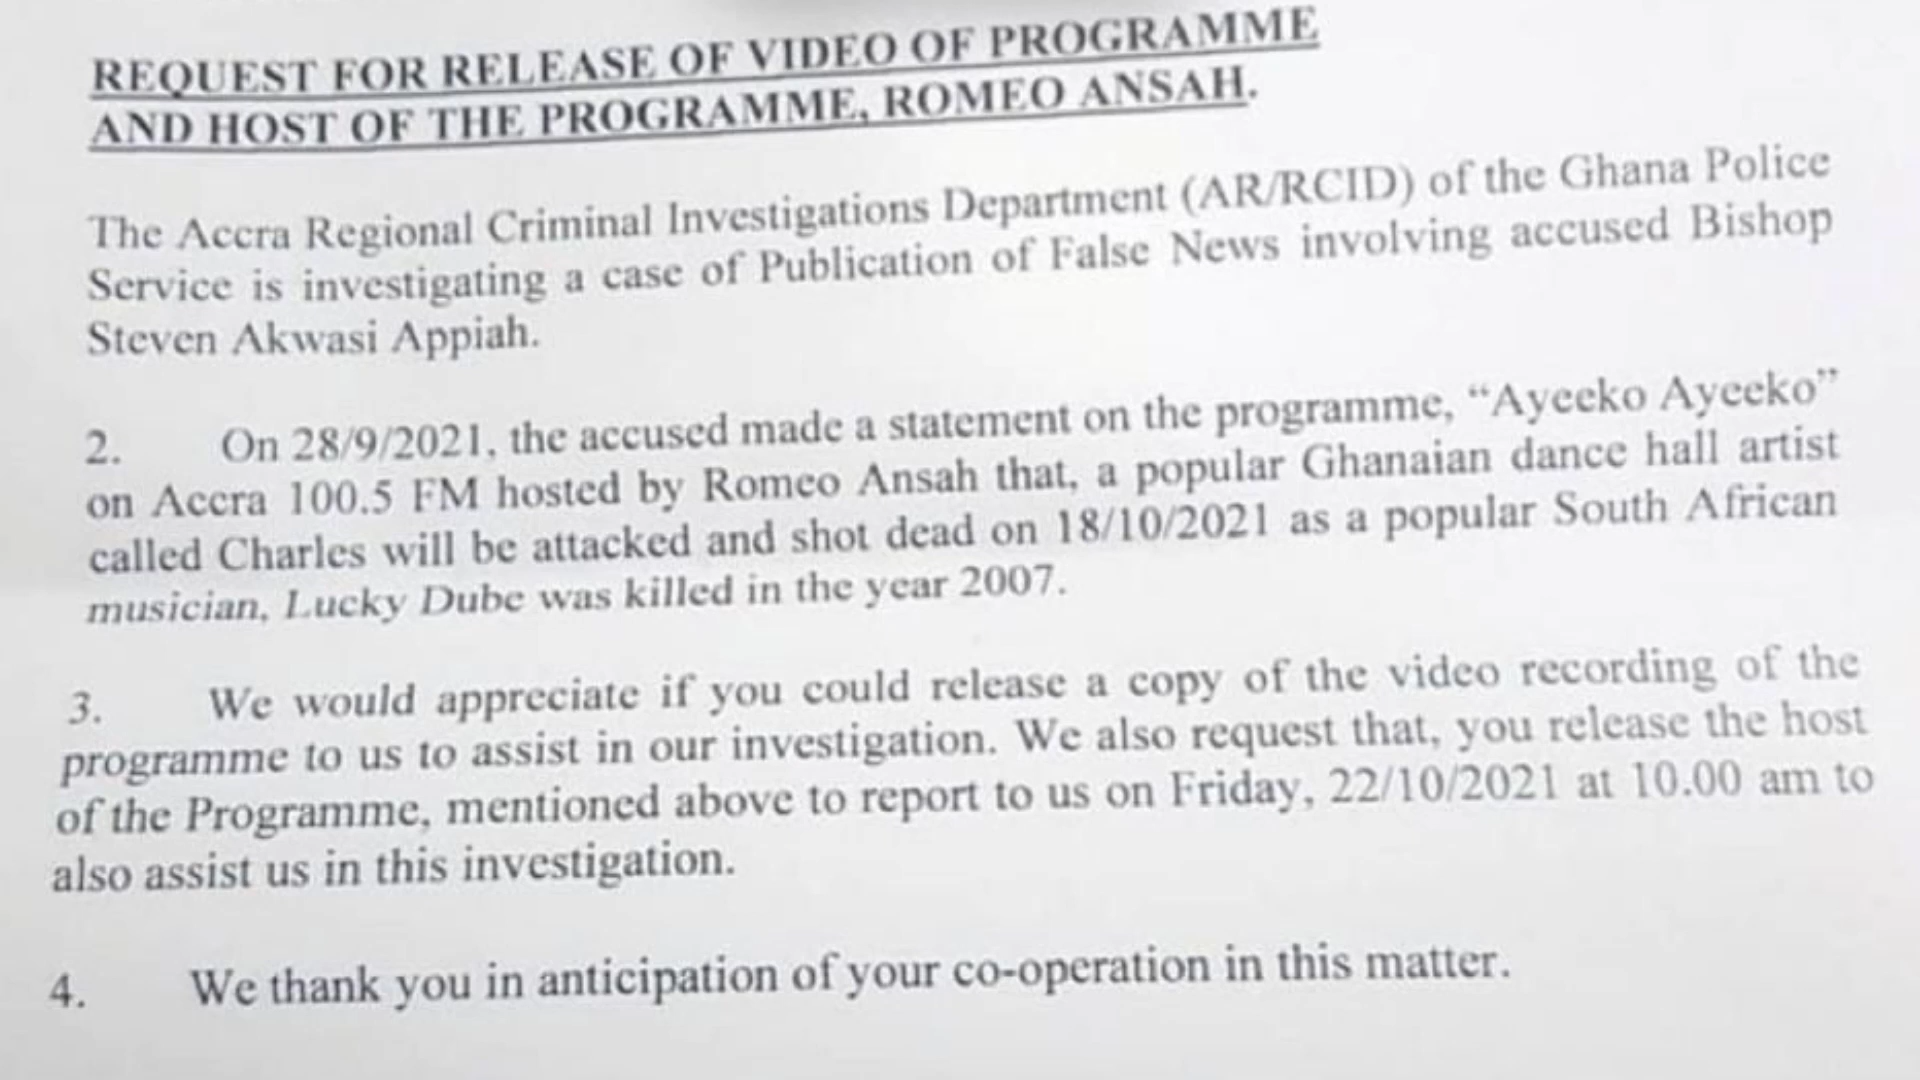 REQUEST FOR RELEASE OF VIDEO OF PROGRAMME
AND HOST OF THE PROGRAMME, ROMEO ANSAH.
The Accra Regional Criminal Investigations Department (AR/RCID) of the Ghana Police
Service is investigating a case of Publication of False News involving accused Bishop
Steven Akwasi Appiah.
2. On 28/9/2021, the accused made a statement on the programme, “Ayeeko Ayeeko”
on Accra 100.5 FM hosted by Romeo Ansah that, a popular Ghanaian dance hall artist
called Charles will be attacked and shot dead on 18/10/2021 as a popular South African
musician, Lucky Dube was killed in the year 2007.
3. We would appreciate if you could release a copy of the video recording of the
programme to us to assist in our investigation. We also request that, you release the host
of the Programme, mentioned above to report to us on Friday, 22/10/2021 at 10.00 am to
also assist us in this investigation.
4. We thank you in anticipation of your co-operation in this matter.